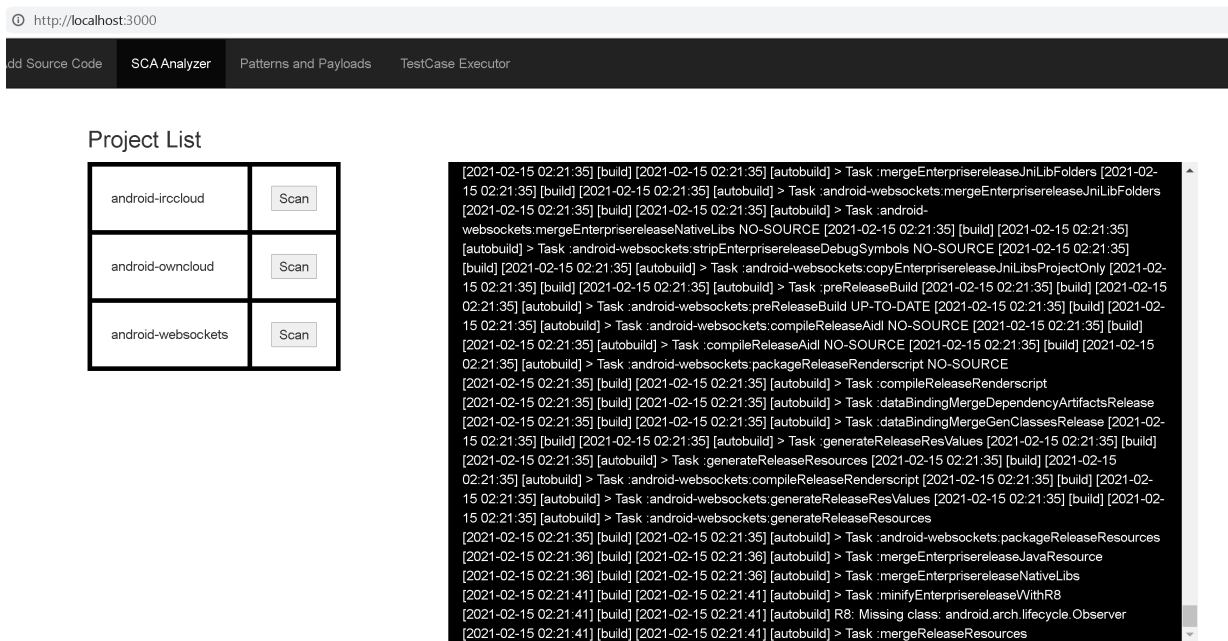 http://localhost:3000
dd Source Code SCA Analyzer Patterns and Payloads TestCase Executor
Project List
android-irccloud Scan
android-owncloud Scan
android-websockets Scan
[2021-02-15 02:21:35] [build] [2021-02-15 02:21:35] [autobuild] > Task :mergeEnterprisereleaseJniLibFolders [2021-02-
15 02:21:35] [build] [2021-02-15 02:21:35] [autobuild] > Task :android-websockets:mergeEnterprisereleaseJniLibFolders
[2021-02-15 02:21:35] [build] [2021-02-15 02:21:35] [autobuild] > Task :android-
websockets:mergeEnterprisereleaseNativeLibs NO-SOURCE [2021-02-15 02:21:35] [build] [2021-02-15 02:21:35]
[autobuild] > Task :android-websockets:stripEnterprisereleaseDebugSymbols NO-SOURCE [2021-02-15 02:21:35]
[build] [2021-02-15 02:21:35] [autobuild] > Task :android-websockets:copyEnterprisereleaseJniLibsProjectOnly [2021-02-
15 02:21:35] [build] [2021-02-15 02:21:35] [autobuild] > Task :preReleaseBuild [2021-02-15 02:21:35] [build] [2021-02-15
02:21:35] [autobuild] > Task :android-websockets:preReleaseBuild UP-TO-DATE [2021-02-15 02:21:35] [build] [2021-02-
15 02:21:35] [autobuild] > Task :android-websockets:compileReleaseAidl NO-SOURCE [2021-02-15 02:21:35] [build]
[2021-02-15 02:21:35] [autobuild] > Task :compileReleaseAidl NO-SOURCE [2021-02-15 02:21:35] [build] [2021-02-15
02:21:35] [autobuild] > Task :android-websockets:packageReleaseRenderscript NO-SOURCE
[2021-02-15 02:21:35] [build] [2021-02-15 02:21:35] [autobuild] > Task :compileReleaseRenderscript
[2021-02-15 02:21:35] [build] [2021-02-15 02:21:35] [autobuild] > Task :dataBindingMergeDependencyArtifactsRelease
[2021-02-15 02:21:35] [build] [2021-02-15 02:21:35] [autobuild] > Task :dataBindingMergeGenClassesRelease [2021-02-
15 02:21:35] [build] [2021-02-15 02:21:35] [autobuild] > Task :generateReleaseResValues [2021-02-15 02:21:35] [build]
[2021-02-15 02:21:35] [autobuild] > Task :generateReleaseResources [2021-02-15 02:21:35] [build] [2021-02-15
02:21:35] [autobuild] > Task :android-websockets:compileReleaseRenderscript [2021-02-15 02:21:35] [build] [2021-02-
15 02:21:35] [autobuild] > Task :android-websockets:generateReleaseResValues [2021-02-15 02:21:35] [build] [2021-02-
15 02:21:35] [autobuild] > Task :android-websockets:generateReleaseResources
[2021-02-15 02:21:35] [build] [2021-02-15 02:21:35] [autobuild] > Task :android-websockets:packageReleaseResources
[2021-02-15 02:21:36] [build] [2021-02-15 02:21:36] [autobuild] > Task :mergeEnterprisereleaseJavaResource
[2021-02-15 02:21:36] [build] [2021-02-15 02:21:36] [autobuild] > Task :mergeEnterprisereleaseNativeLibs
[2021-02-15 02:21:41] [build] [2021-02-15 02:21:41] [autobuild] > Task :minifyEnterprisereleaseWithR8
[2021-02-15 02:21:41] [build] [2021-02-15 02:21:41] [autobuild] R8: Missing class: android.arch.lifecycle.Observer
[2021-02-15 02:21:41] [build] [2021-02-15 02:21:41] [autobuild] > Task :mergeReleaseResources